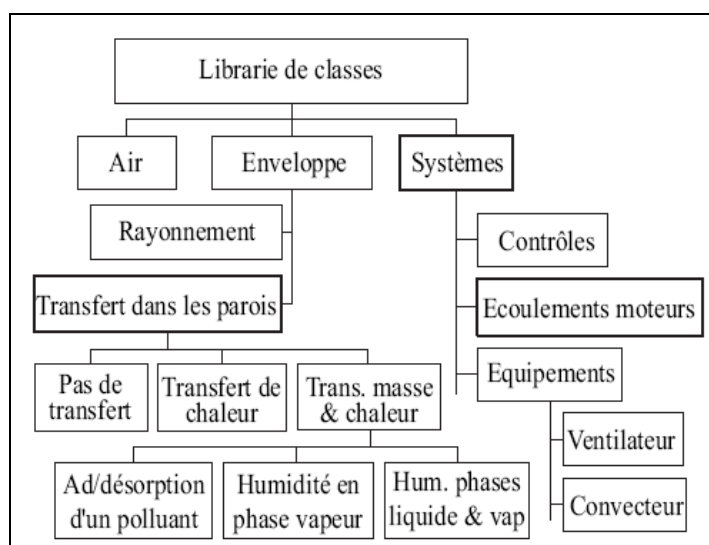 Librarie de classes
Air
Enveloppe
Systèmes
Rayonnement
Contrôles
Transfert dans les parois
Ecoulements moteurs
Pas de
transfert
Transfert de
chaleur
Trans. masse
& chaleur
Equipements
Ventilateur
Ad/désorption
d'un polluant
Humidité en
phase vapeur
Hum. phases
liquide & vap
Convecteur